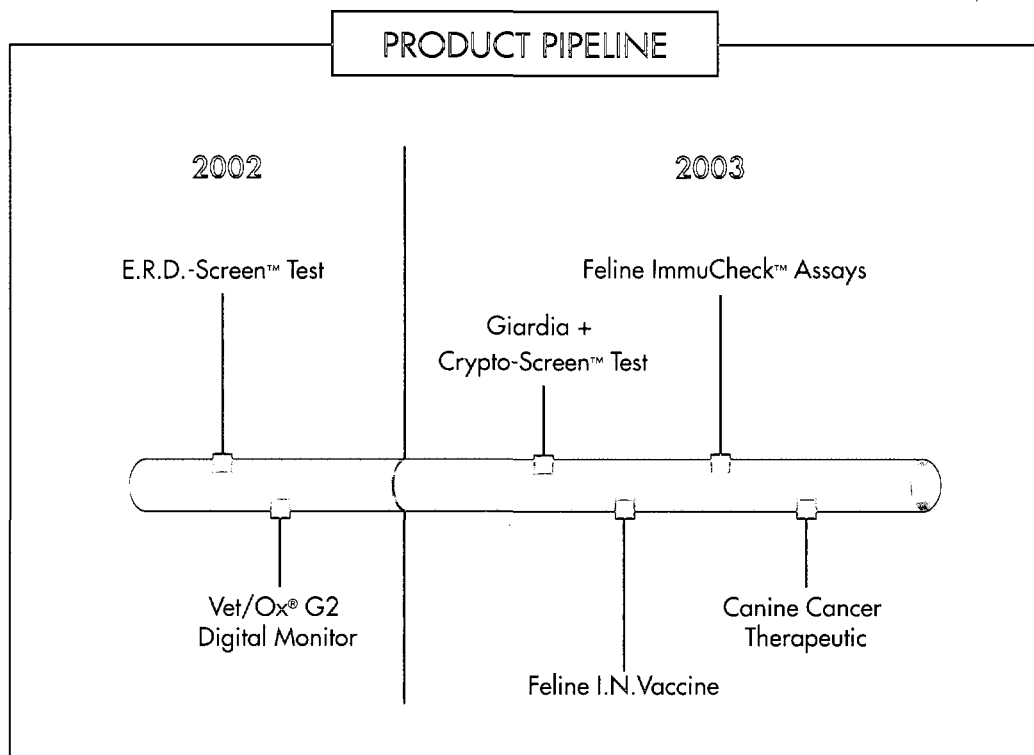 PRODUCT PIPELINE
2002
2003
E.R.D.-Screen™ Test
Feline ImmuCheck™ Assays
Giardia +
Crypto-Screen™ Test
Vet/Ox® G2
Digital Monitor
Canine Cancer
Therapeutic
Feline I.N.Vaccine